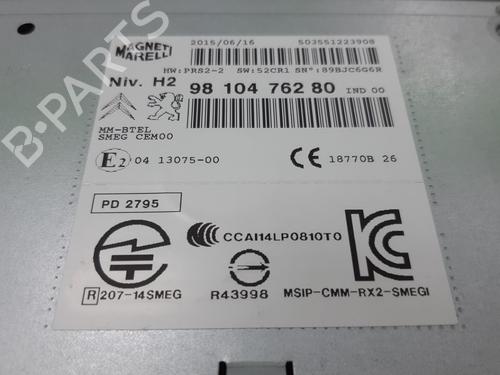 MAGNETI
MARELLI
2015/06/16
503551223908
HW:PRS2-2 SW:52CR1 SN°:89BJC6G6R
Niv. H2
98 104 762 80 IND 00
MM-BTEL
SMEG CEM00
E2 04 13075-00
CE 18770B 26
PD 2795
CCAI14LP0810T0
R 207-14SMEG
R43998
MSIP-CMM-RX2-SMEGI
B-PARTS